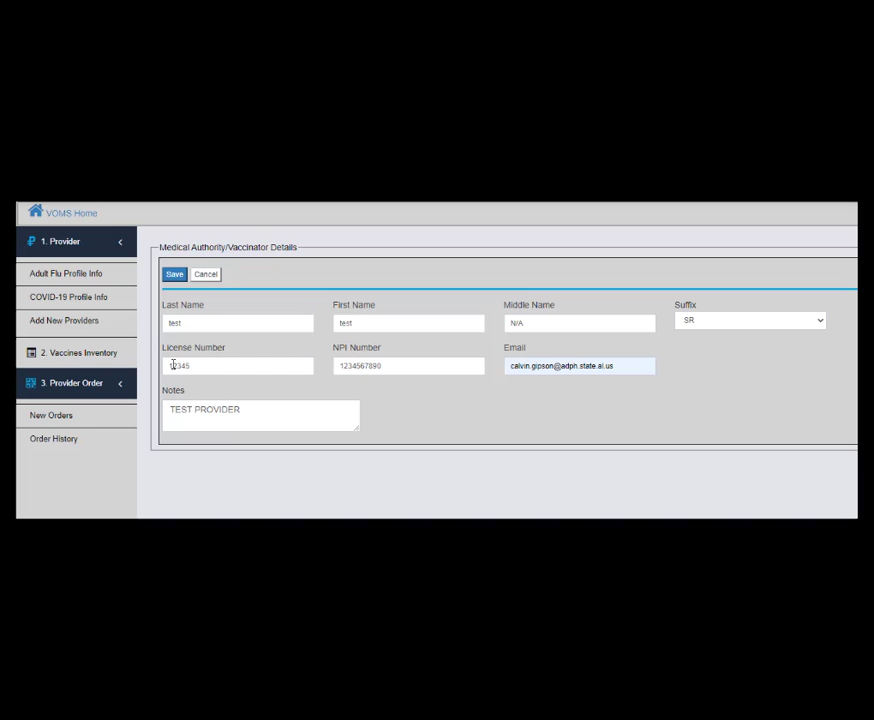 VOMS Home
1. Provider
Medical Authority/Vaccinator Details
Adult Flu Profile Info
Save Cancel
COVID-19 Profile Info
Last Name First Name Middle Name Suffix
Add New Providers
test test N/A SR
2. Vaccines Inventory
License Number NPI Number Email
12345 1234567890 calvin.gipson@adph.state.al.us
3. Provider Order
Notes
New Orders
TEST PROVIDER
Order History